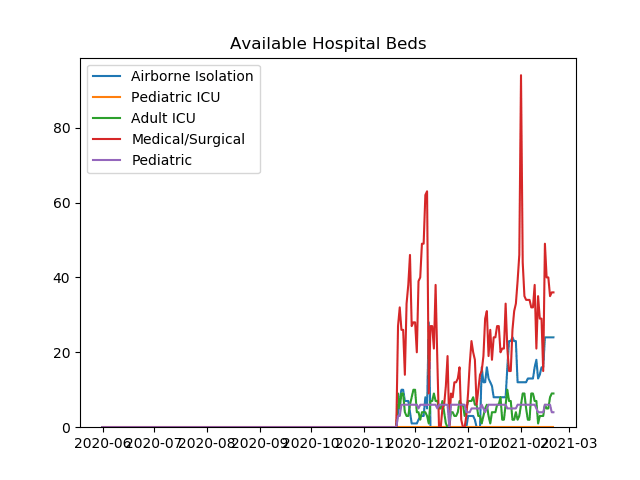 Available Hospital Beds
Airborne Isolation
Pediatric ICU
Adult ICU
Medical/Surgical
Pediatric
80
60
40
20
0
2020-06 2020-07 2020-08 2020-09 2020-10 2020-11 2020-12 2021-01 2021-02 2021-03